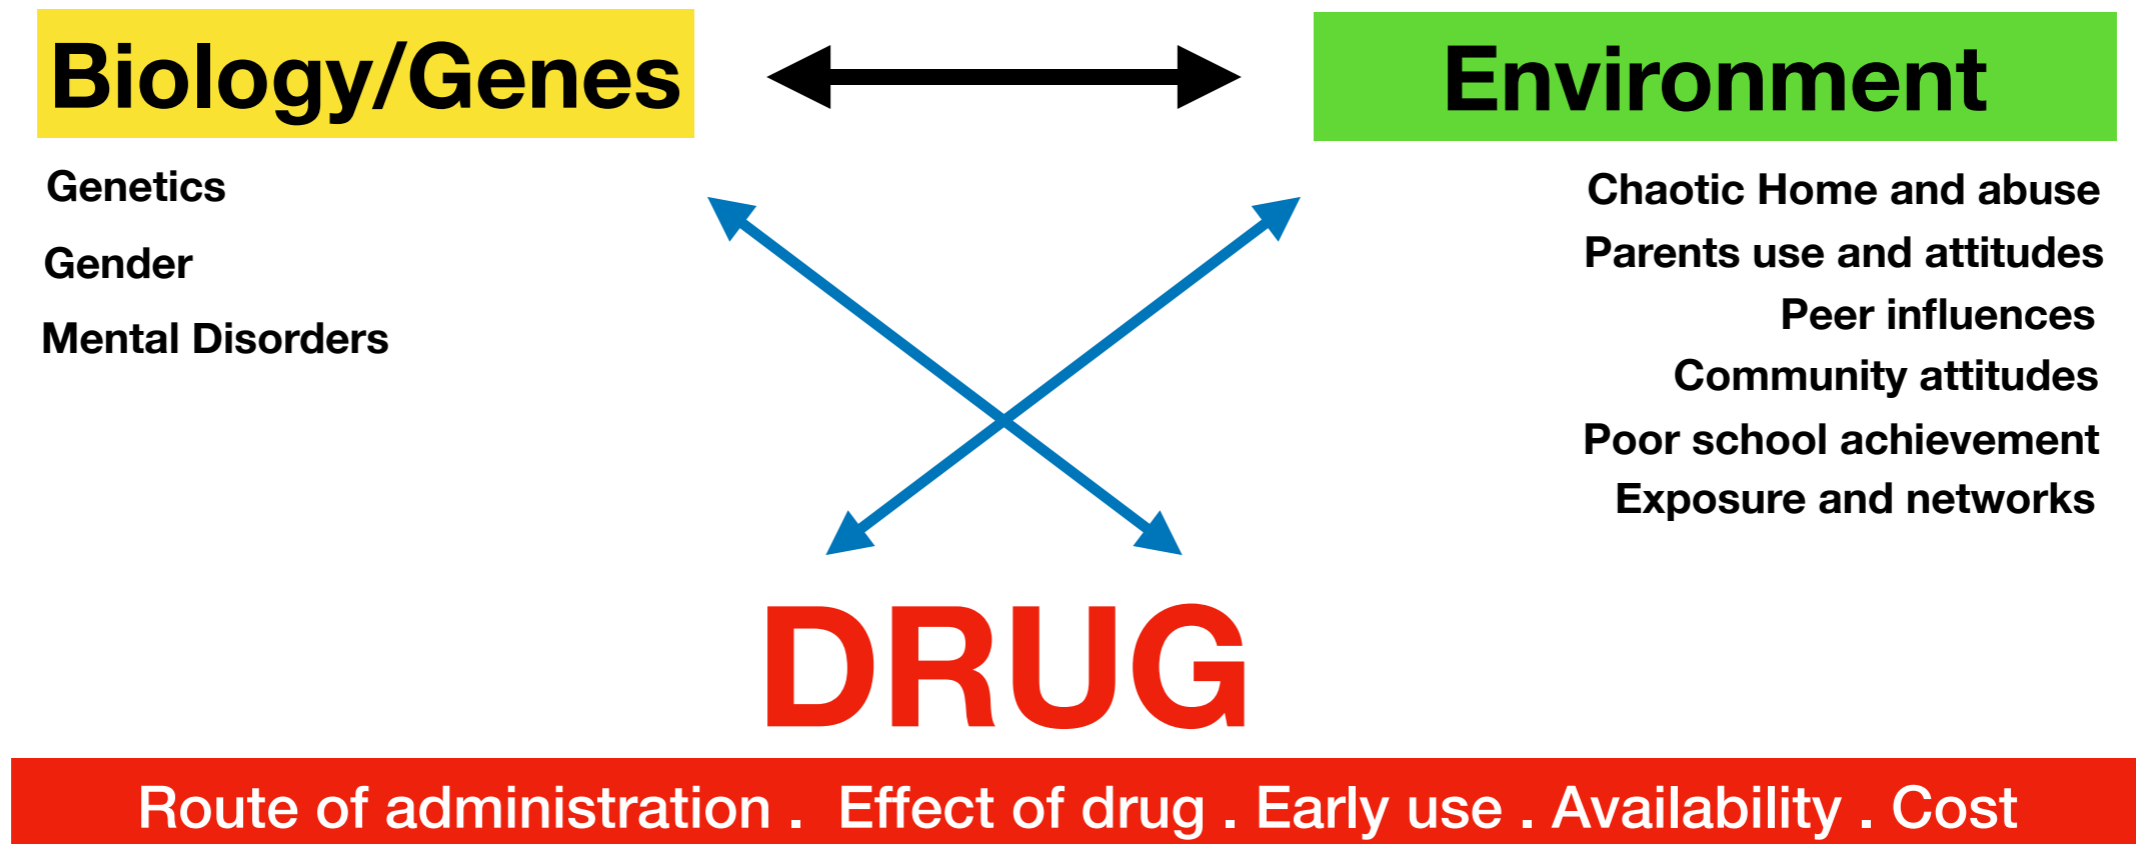 Biology/Genes
Environment
Genetics
Gender
Mental Disorders
Chaotic Home and abuse
Parents use and attitudes
Peer influences
Community attitudes
Poor school achievement
Exposure and networks
DRUG
Route of administration . Effect of drug . Early use . Availability . Cost